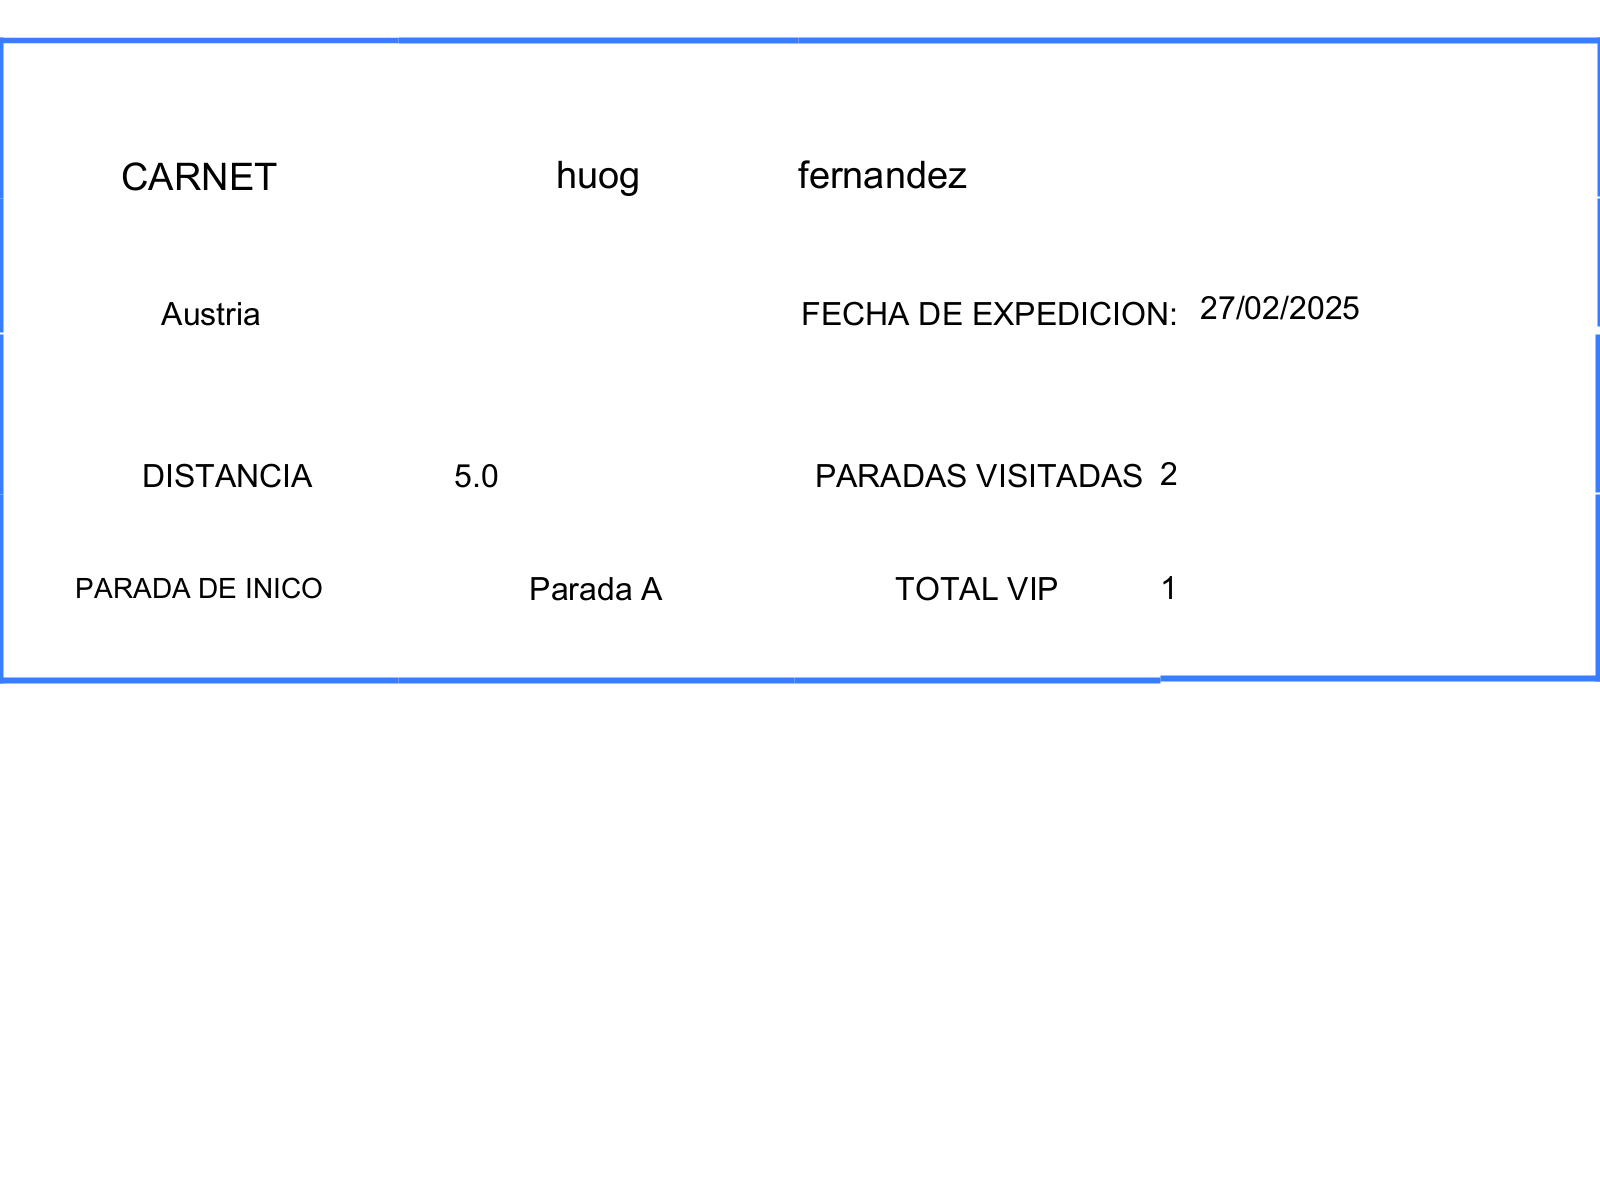 CARNET huog fernandez
Austria FECHA DE EXPEDICION: 27/02/2025
DISTANCIA 5.0 PARADAS VISITADAS 2
PARADA DE INICO Parada A TOTAL VIP 1